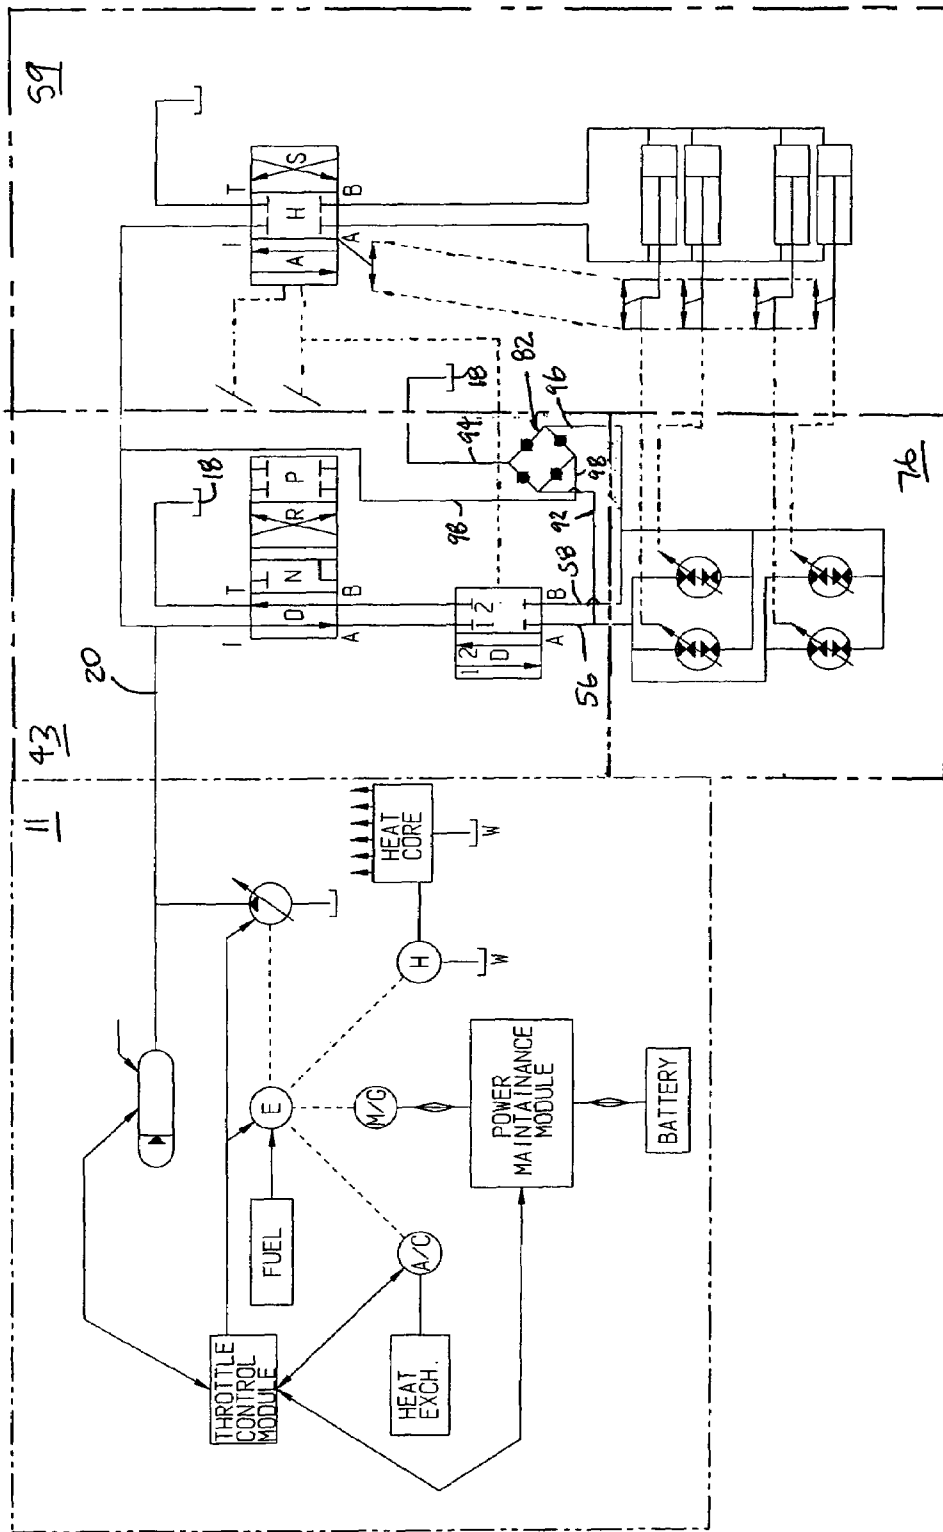 11
43
59
76
20
18
18
94
82
96
98
98
92
58
56
THROTTLE
CONTROL
MODULE
FUEL
HEAT
EXCH.
A/C
E
M/G
H
W
HEAT
CORE
W
POWER
MAINTAINANCE
MODULE
BATTERY
I
T
D
N
R
P
A
B
1 2
D
1 2
A
B
I
T
A
H
S
A
B